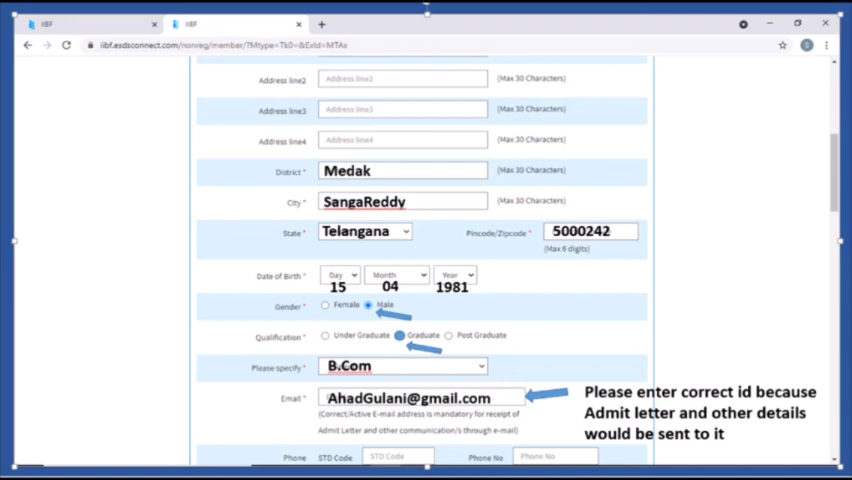 IIBF
IIBF
iibf.esdsconnect.com/nonreg/member/?Mtype=Tk0=&ExId=MTAx
S
Address line2 Address line2 (Max 30 Characters)
Address line3 Address line3 (Max 30 Characters)
Address line4 Address line4 (Max 30 Characters)
District * Medak (Max 30 Characters)
City * SangaReddy (Max 30 Characters)
State * Telangana Pincode/Zipcode * 5000242
(Max 6 digits)
Date of Birth * Day Month Year
15 04 1981
Gender * Female Male
Qualification * Under Graduate Graduate Post Graduate
Please specify * B.Com
Email * AhadGulani@gmail.com
(Correct/Active E-mail address is mandatory for receipt of
Admit Letter and other communication/s through e-mail)
Please enter correct id because
Admit letter and other details
would be sent to it
Phone STD Code STD Code Phone No Phone No